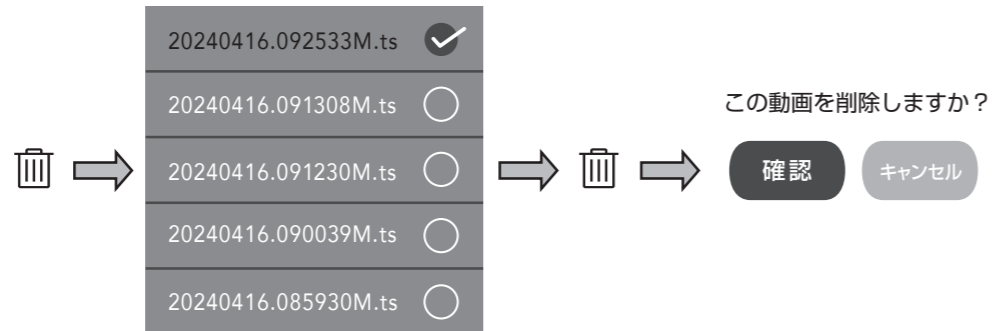 20240416.092533M.ts
20240416.091308M.ts
20240416.091230M.ts
20240416.090039M.ts
20240416.085930M.ts
この動画を削除しますか？
確認
キャンセル